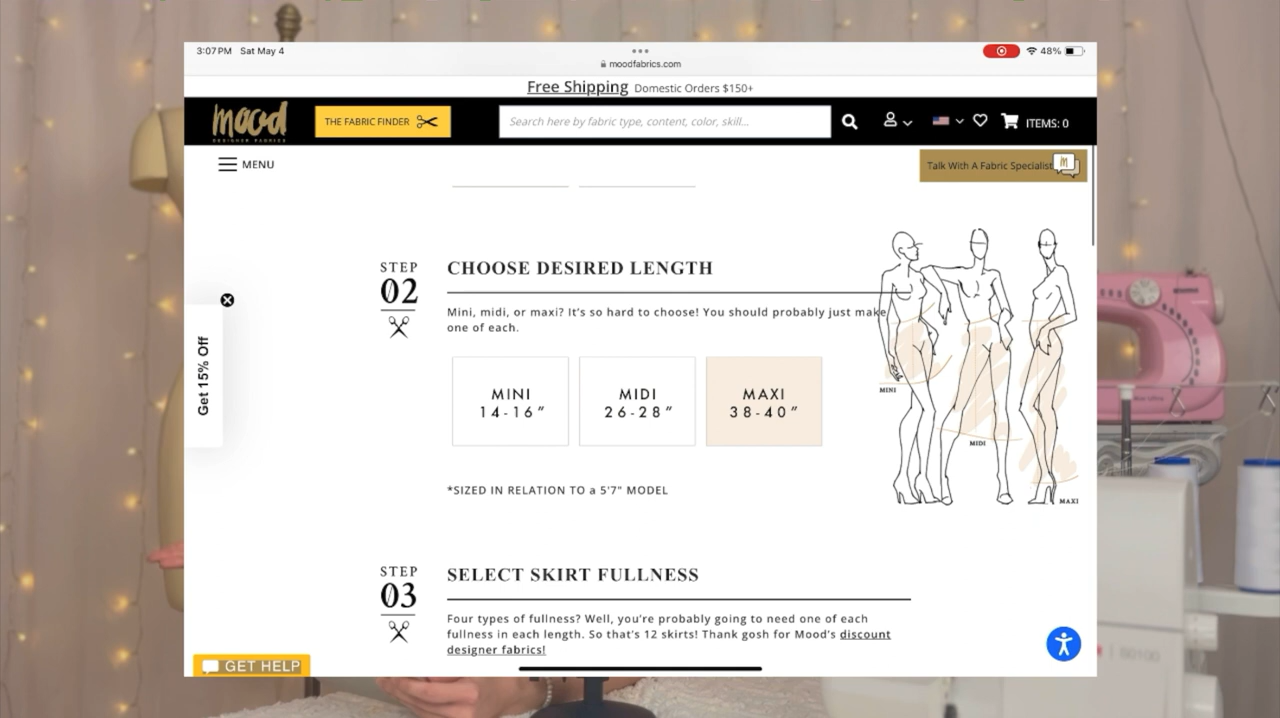 3:07PM Sat May 4
48%
moodfabrics.com
Free Shipping Domestic Orders $150+
mood
DESIGNER FABRICS
THE FABRIC FINDER
Search here by fabric type, content, color, skill...
ITEMS: 0
MENU
Talk With A Fabric Specialist
m
STEP
02
CHOOSE DESIRED LENGTH
Mini, midi, or maxi? It's so hard to choose! You should probably just make
one of each.
MINI
14-16"
MIDI
26-28"
MAXI
38-40"
MINI
MIDI
MAXI
*SIZED IN RELATION TO a 5'7" MODEL
Get 15% Off
STEP
03
SELECT SKIRT FULLNESS
Four types of fullness? Well, you're probably going to need one of each
fullness in each length. So that's 12 skirts! Thank gosh for Mood's discount
designer fabrics!
GET HELP